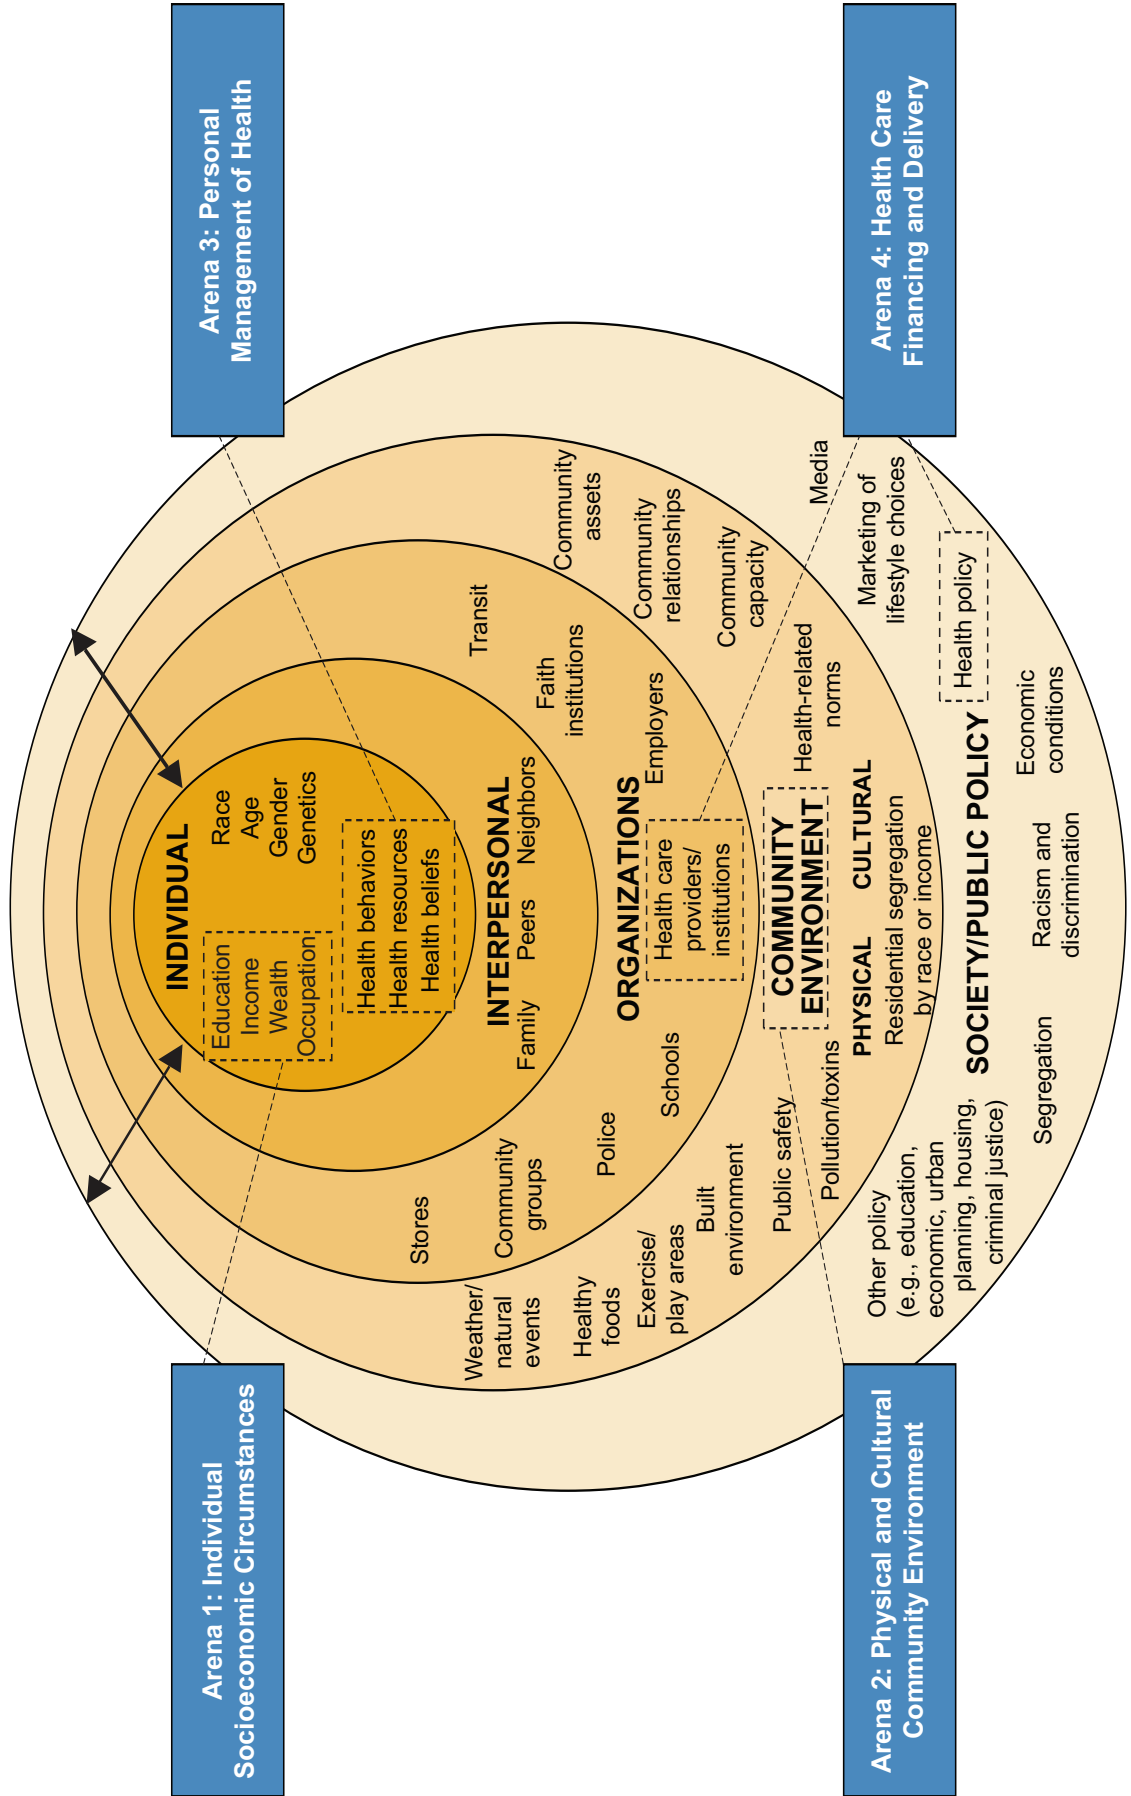 Arena 1: Individual
Socioeconomic Circumstances
Arena 3: Personal
Management of Health
INDIVIDUAL
Education
Income
Wealth
Occupation
Race
Age
Gender
Genetics
Health behaviors
Health resources
Health beliefs
INTERPERSONAL
Family
Peers
Neighbors
Stores
Transit
Community
groups
Faith
institutions
Police
ORGANIZATIONS
Schools
Employers
Health care
providers/
institutions
Weather/
natural
events
Healthy
foods
Exercise/
play areas
Built
environment
Public safety
Pollution/toxins
Community
assets
Community
relationships
Community
capacity
Health-related
norms
COMMUNITY
ENVIRONMENT
PHYSICAL
CULTURAL
Residential segregation
by race or income
Media
Marketing of
lifestyle choices
Other policy
(e.g., education,
economic, urban
planning, housing,
criminal justice)
SOCIETY/PUBLIC POLICY
Health policy
Segregation
Racism and
discrimination
Economic
conditions
Arena 2: Physical and Cultural
Community Environment
Arena 4: Health Care
Financing and Delivery